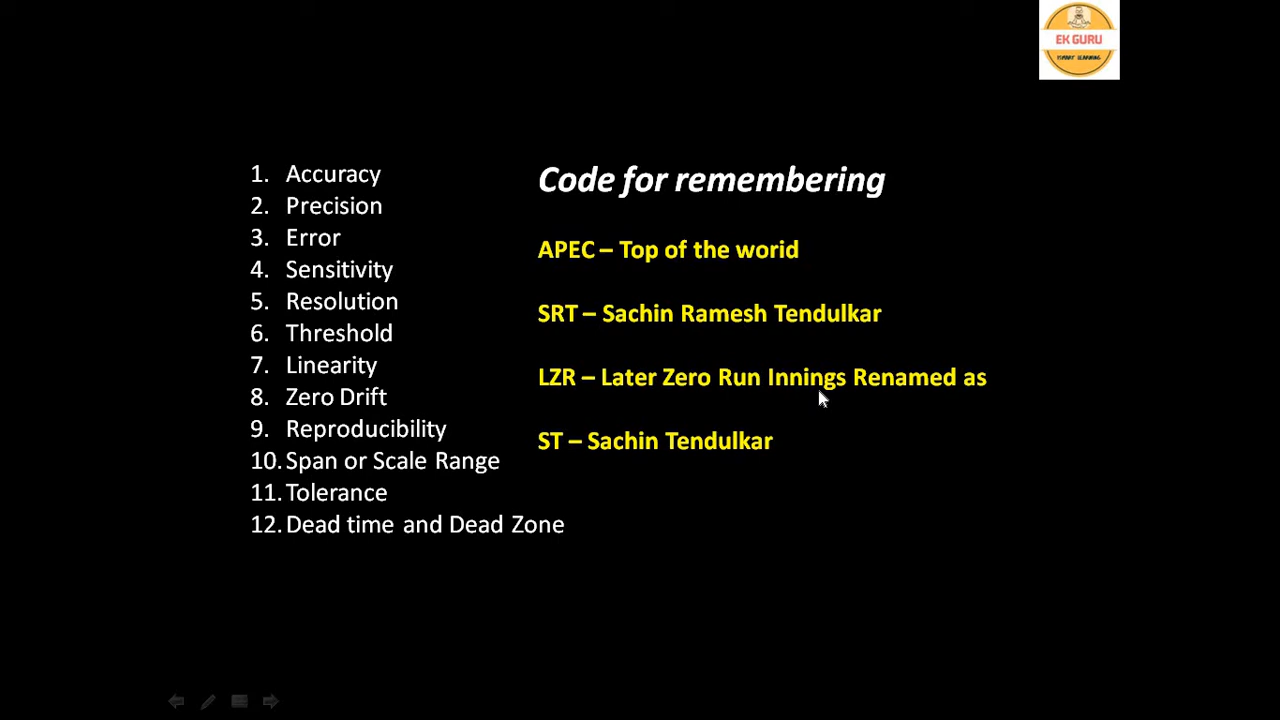 EK GURU
1. Accuracy
2. Precision
3. Error
4. Sensitivity
5. Resolution
6. Threshold
7. Linearity
8. Zero Drift
9. Reproducibility
10. Span or Scale Range
11. Tolerance
12. Dead time and Dead Zone
Code for remembering
APEC – Top of the worid
SRT – Sachin Ramesh Tendulkar
LZR – Later Zero Run Innings Renamed as
ST – Sachin Tendulkar